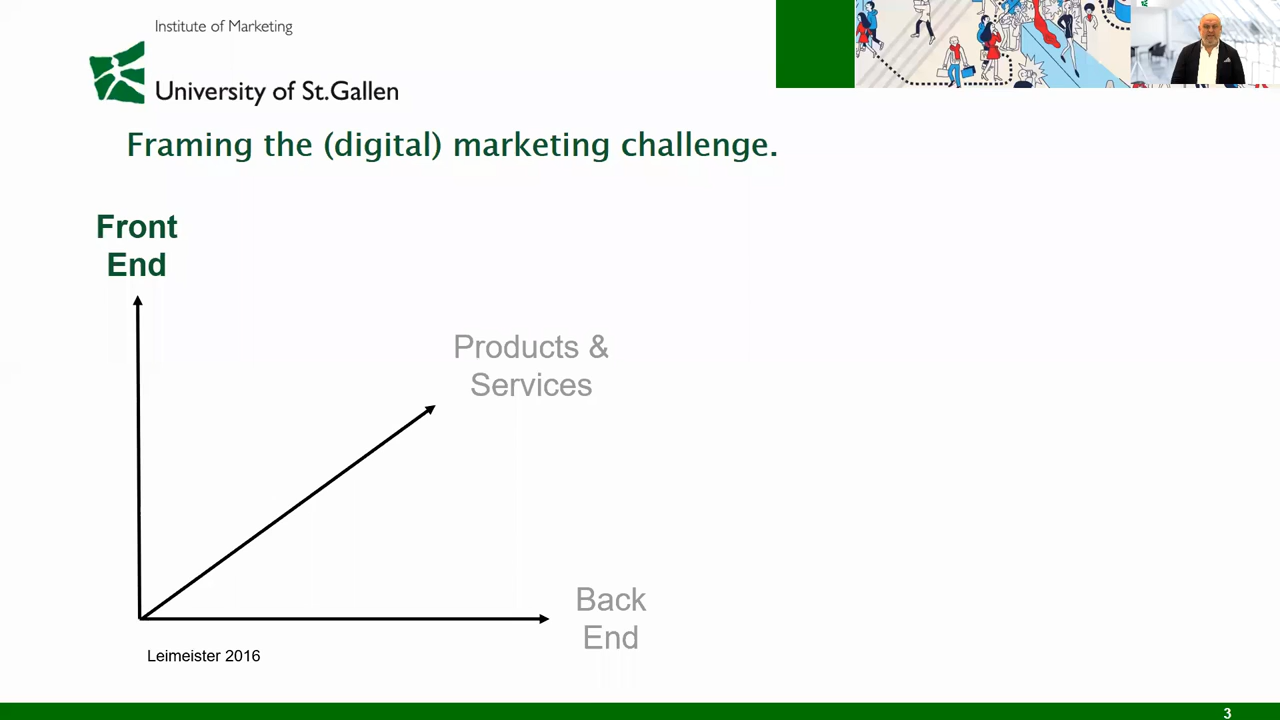 Institute of Marketing
University of St.Gallen
Framing the (digital) marketing challenge.
Front
End
Products &
Services
Back
End
Leimeister 2016
3